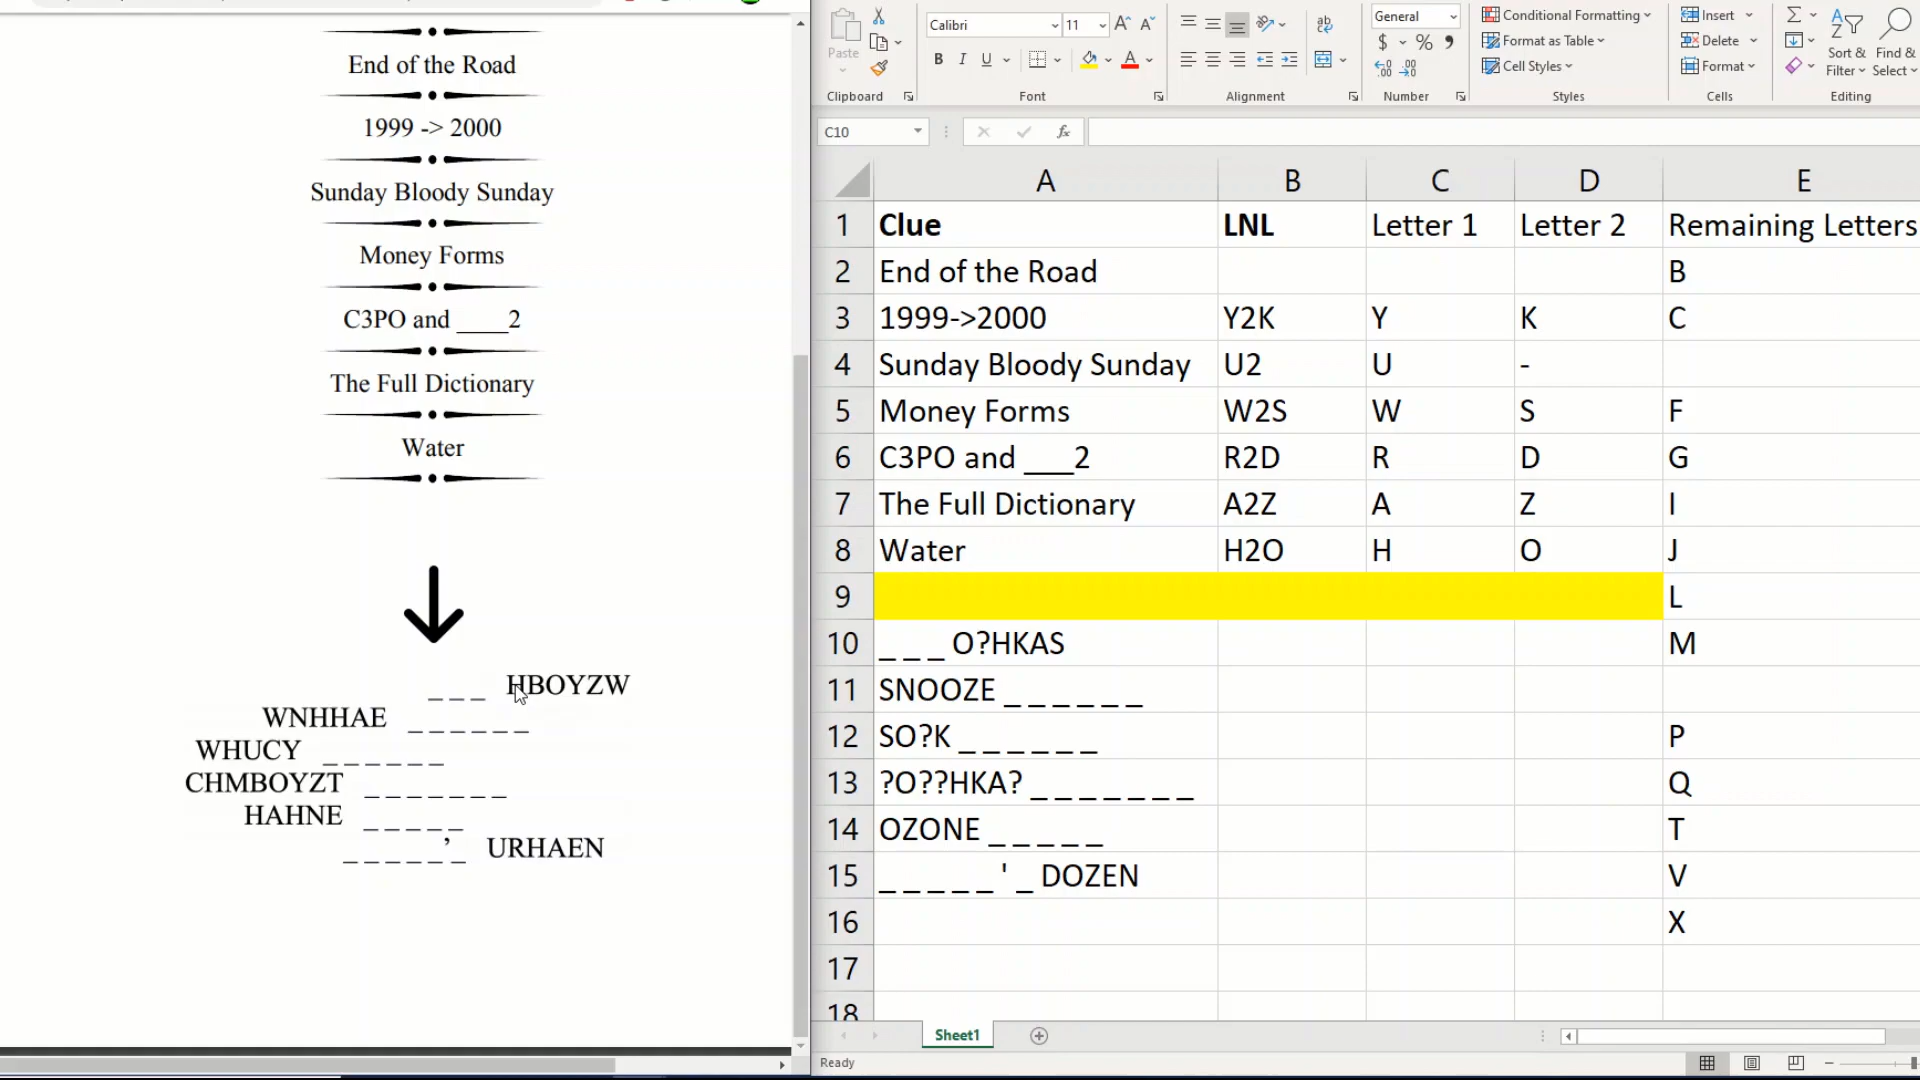 End of the Road
1999 -> 2000
Sunday Bloody Sunday
Money Forms
C3PO and ____2
The Full Dictionary
Water
_ _ _ HBOYZW
WNHHAE _ _ _ _ _ _
WHUCY _ _ _ _ _ _
CHMBOYZT _ _ _ _ _ _ _
HAHNE _ _ _ _ _
_ _ _ _ _ ’ _ URHAEN
Paste
Clipboard
Calibri 11
B I U
Font
ab
Alignment
General
$ % 9
Number
Conditional Formatting
Format as Table
Cell Styles
Styles
Insert
Delete
Format
Cells
Sort & Filter
Find & Select
Editing
C10
fx
A B C D E
1 Clue LNL Letter 1 Letter 2 Remaining Letters
2 End of the Road B
3 1999->2000 Y2K Y K C
4 Sunday Bloody Sunday U2 U -
5 Money Forms W2S W S F
6 C3PO and ___2 R2D R D G
7 The Full Dictionary A2Z A Z I
8 Water H2O H O J
9 L
10 _ _ _ O?HKAS M
11 SNOOZE _ _ _ _ _ _
12 SO?K _ _ _ _ _ _ P
13 ?O??HKA? _ _ _ _ _ _ _ Q
14 OZONE _ _ _ _ _ T
15 _ _ _ _ _ ' _ DOZEN V
16 X
17
18
Sheet1
Ready